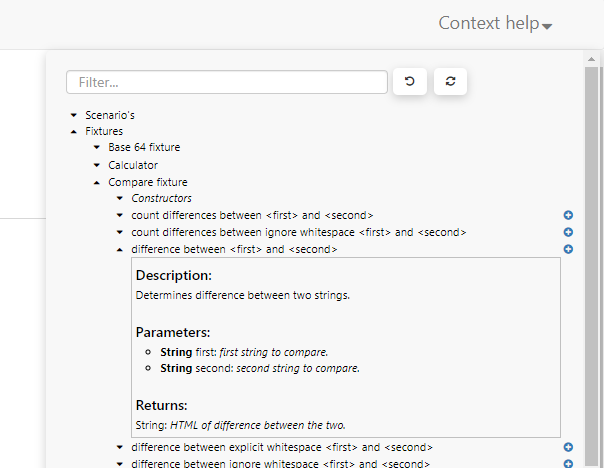 Context help
Filter...
Scenario's
Fixtures
Base 64 fixture
Calculator
Compare fixture
Constructors
count differences between <first> and <second>
count differences between ignore whitespace <first> and <second>
difference between <first> and <second>
Description:
Determines difference between two strings.
Parameters:
String first: first string to compare.
String second: second string to compare.
Returns:
String: HTML of difference between the two.
difference between explicit whitespace <first> and <second>
difference between ignore whitespace <first> and <second>